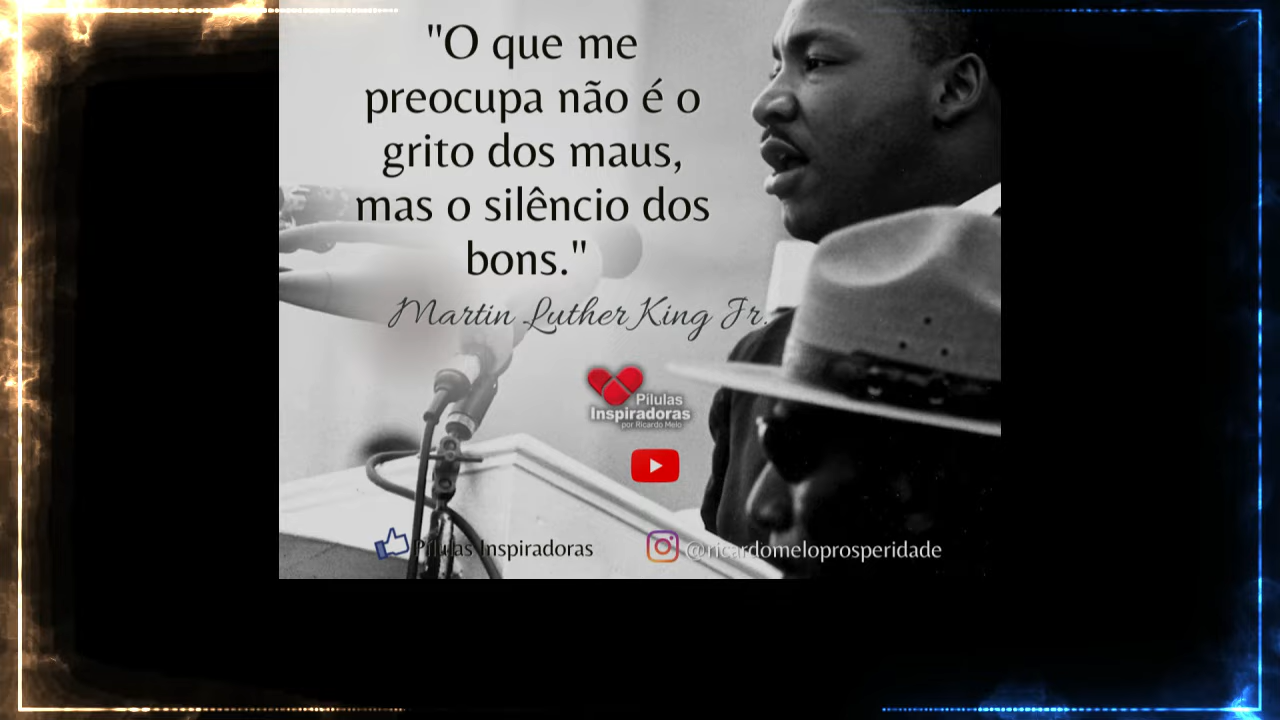 "O que me
preocupa não é o
grito dos maus,
mas o silêncio dos
bons."
Martin Luther King Jr.
Pilulas
Inspiradoras
por Ricardo Melo
Pilulas Inspiradoras
@ricardomeloprosperidade